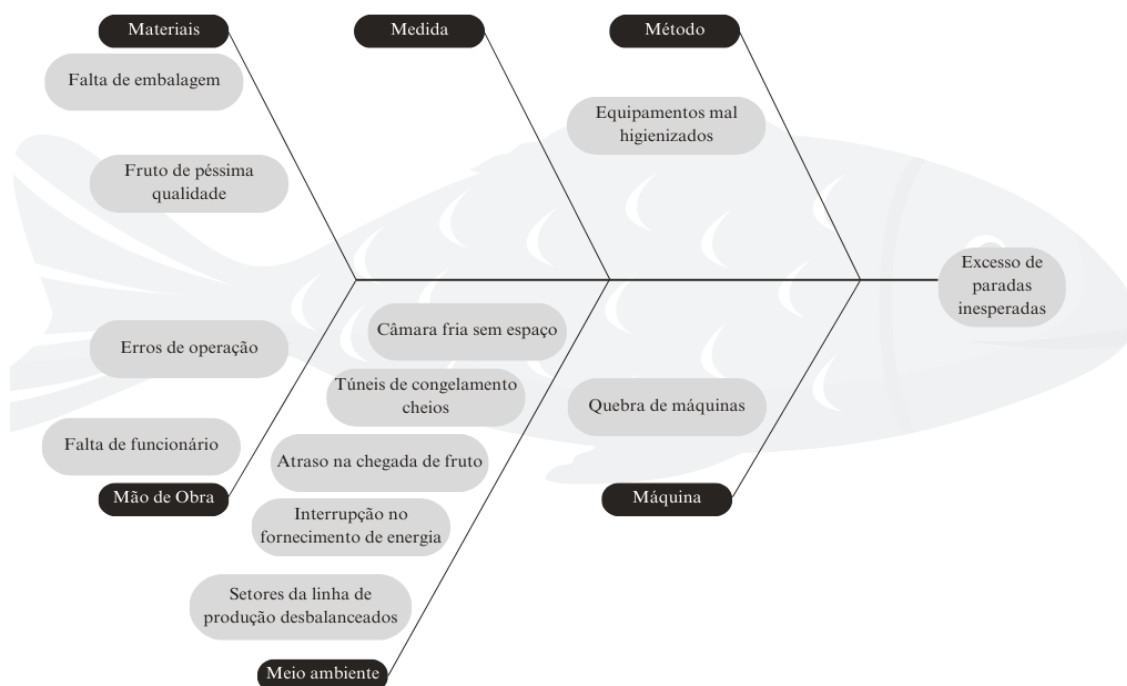 Materiais
Medida
Método
Falta de embalagem
Equipamentos mal
higienizados
Fruto de péssima
qualidade
Excesso de
paradas
inesperadas
Câmara fria sem espaço
Erros de operação
Túneis de congelamento
cheios
Quebra de máquinas
Falta de funcionário
Atraso na chegada de fruto
Mão de Obra
Máquina
Interrupção no
fornecimento de energia
Setores da linha de
produção desbalanceados
Meio ambiente